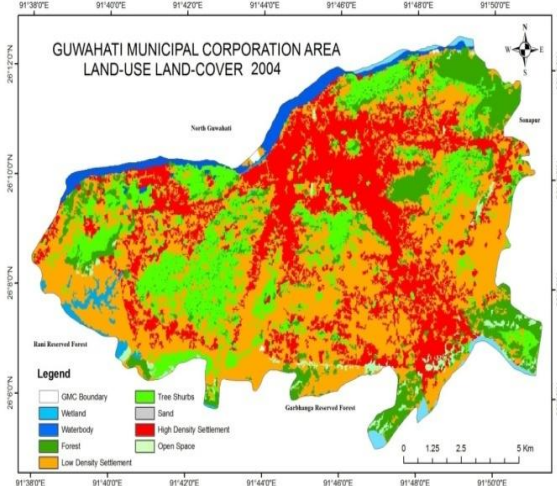 91°38'0"E 91°40'0"E 91°42'0"E 91°44'0"E 91°46'0"E 91°48'0"E 91°50'0"E
GUWAHATI MUNICIPAL CORPORATION AREA
LAND-USE LAND-COVER 2004
N
W E
S
26°12'0"N
North Guwahati
Sonapur
26°10'0"N
26°8'0"N
Rani Reserved Forest
Legend
GMC Boundary
Wetland
Waterbody
Forest
Low Density Settlement
Tree Shurbs
Sand
High Density Settlement
Open Space
Garbhanga Reserved Forest
26°6'0"N
0 1.25 2.5 5 Km
91°38'0"E 91°40'0"E 91°42'0"E 91°44'0"E 91°46'0"E 91°48'0"E 91°50'0"E